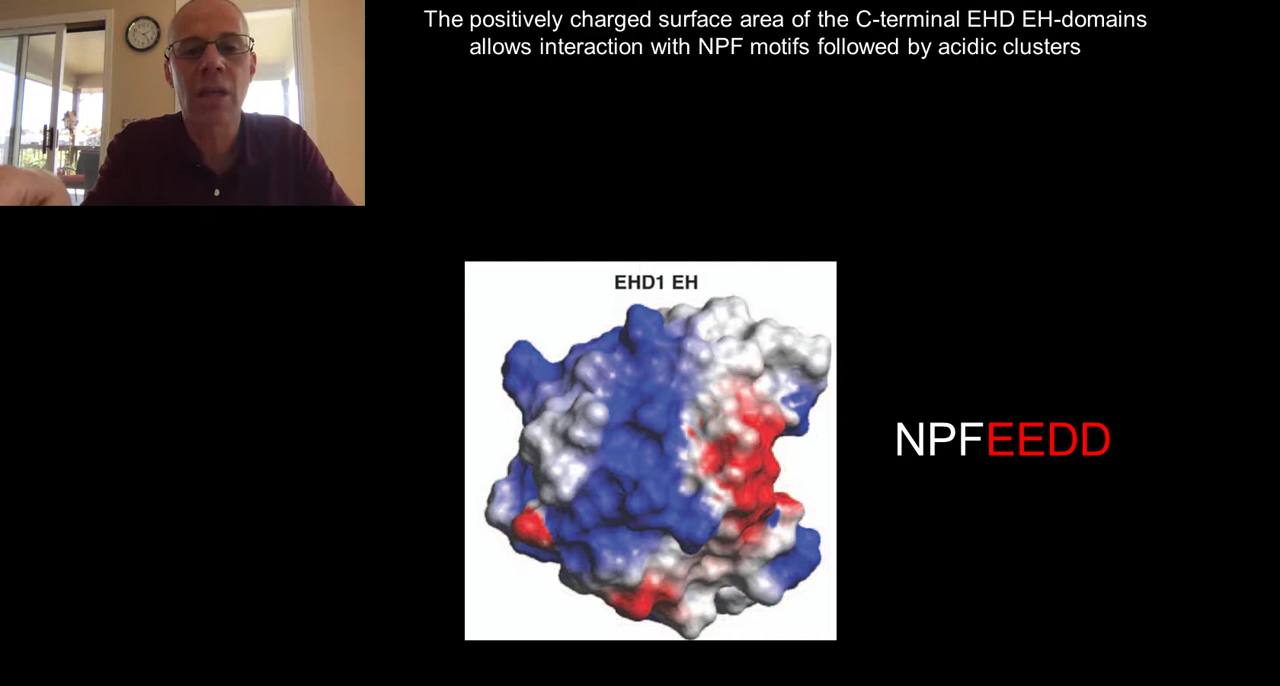 The positively charged surface area of the C-terminal EHD EH-domains
allows interaction with NPF motifs followed by acidic clusters
EHD1 EH
NPFEEDD